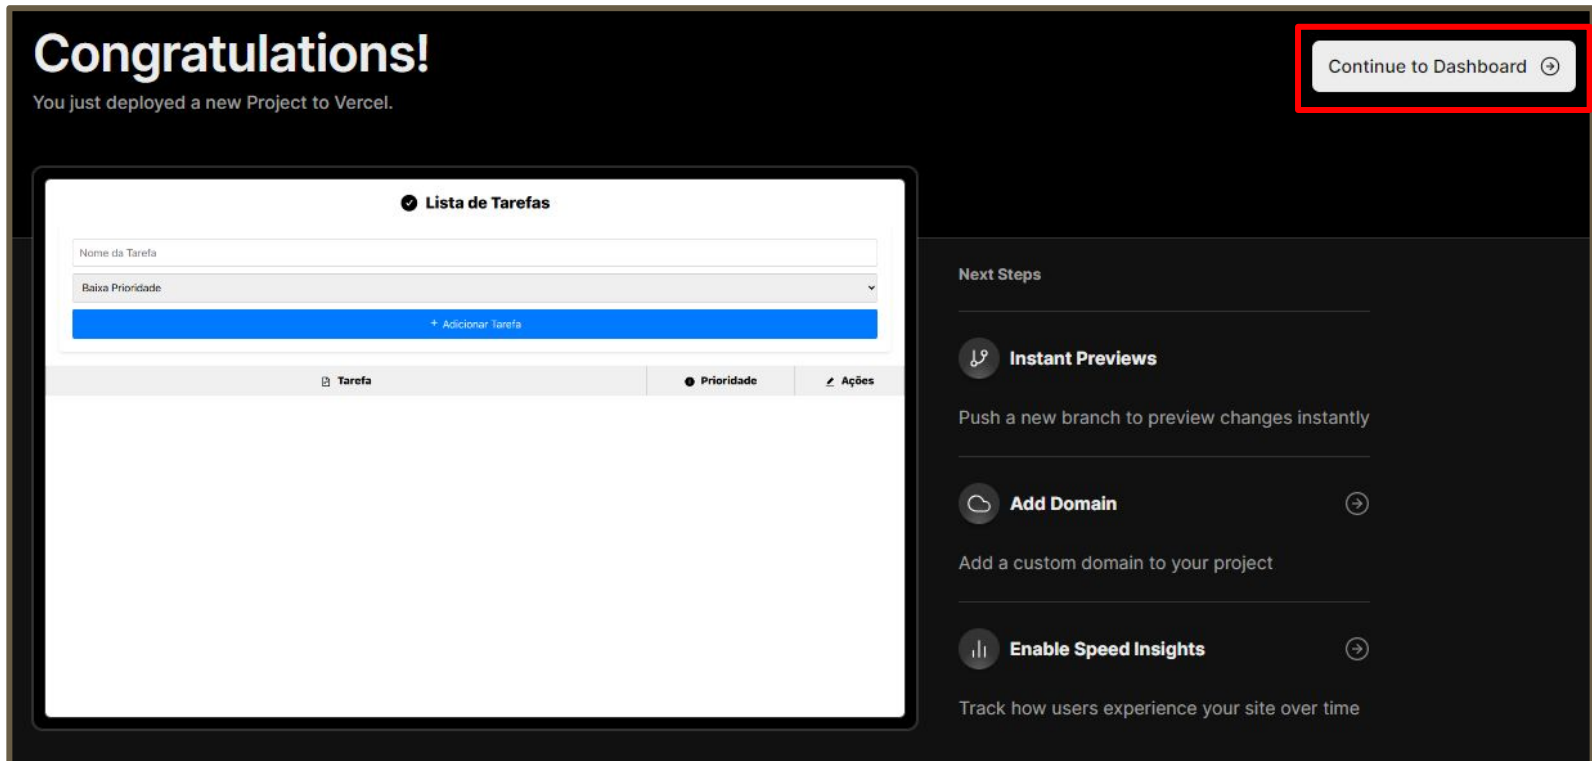 Congratulations!
Continue to Dashboard
You just deployed a new Project to Vercel.
Lista de Tarefas
Nome da Tarefa
Baixa Prioridade
+ Adicionar Tarefa
Tarefa
Prioridade
Ações
Next Steps
Instant Previews
Push a new branch to preview changes instantly
Add Domain
Add a custom domain to your project
Enable Speed Insights
Track how users experience your site over time